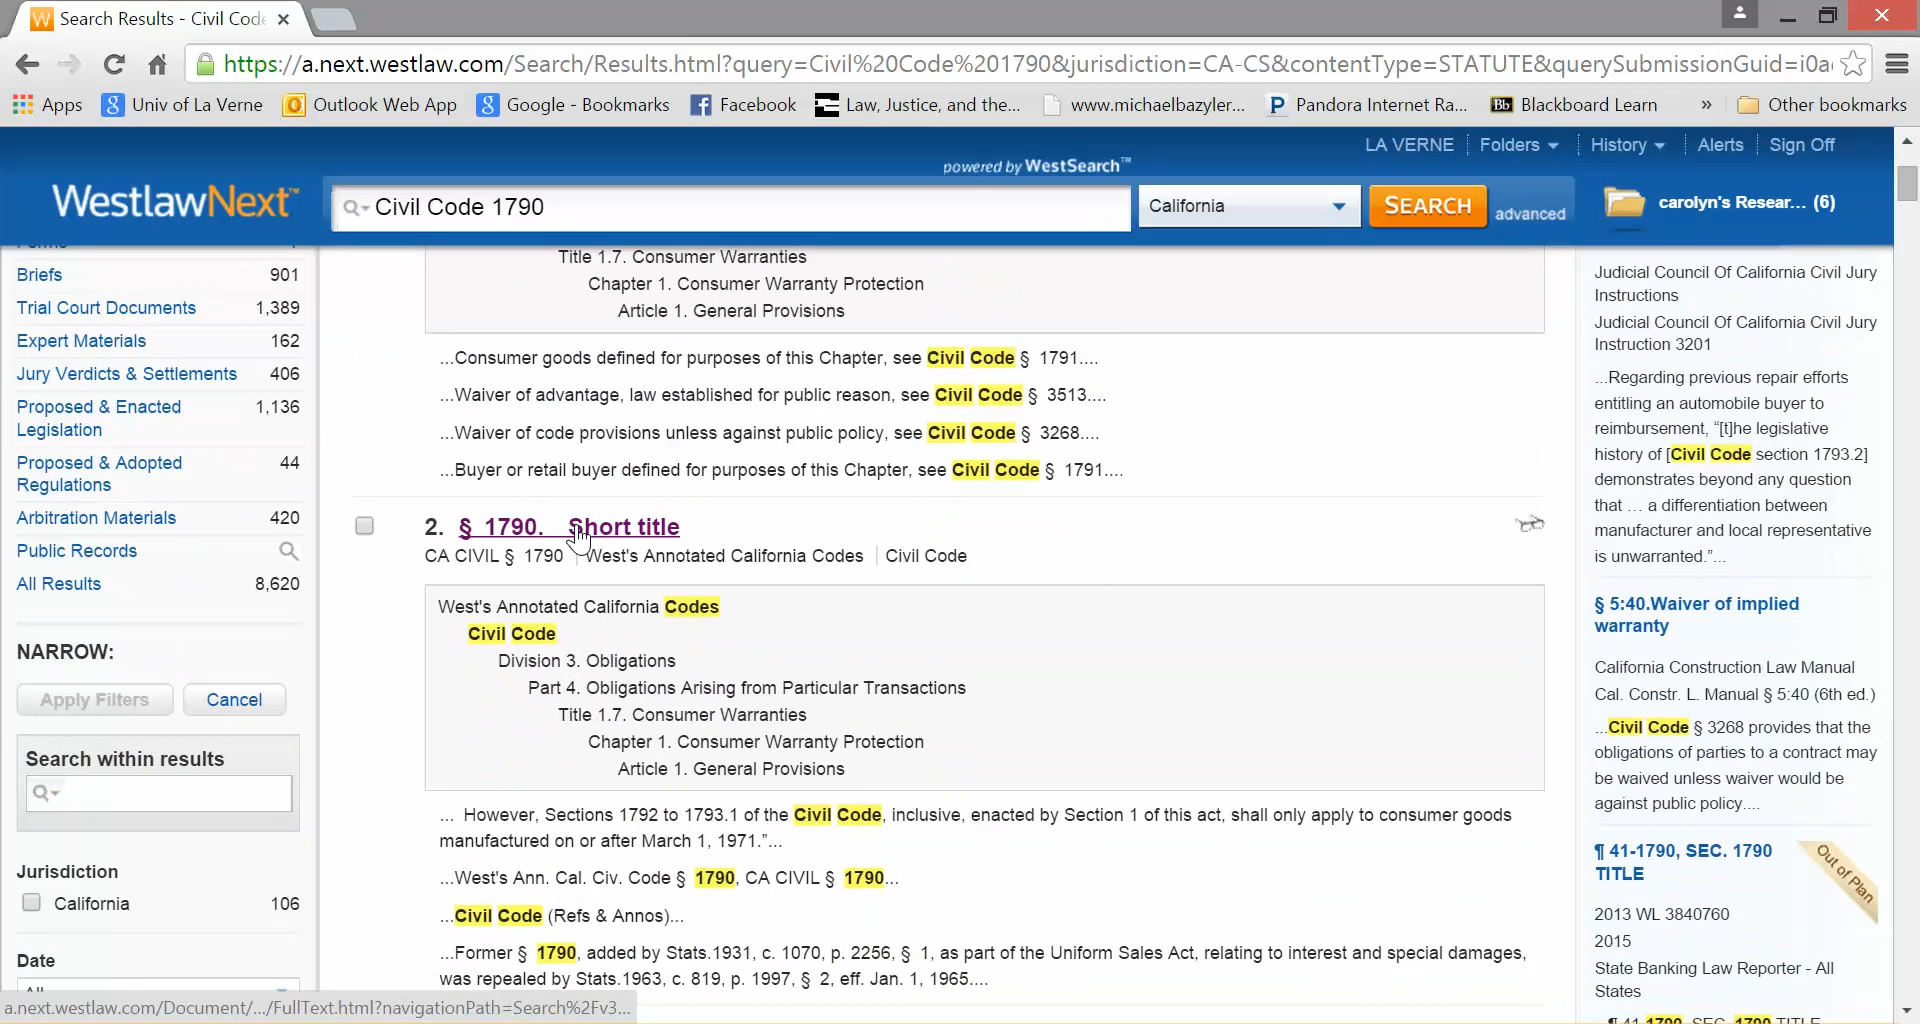 Search Results - Civil Cod
https://a.next.westlaw.com/Search/Results.html?query=Civil%20Code%201790&jurisdiction=CA-CS&contentType=STATUTE&querySubmissionGuid=i0a
Apps Univ of La Verne Outlook Web App Google - Bookmarks Facebook Law, Justice, and the... www.michaelbazyler... Pandora Internet Ra... Blackboard Learn » Other bookmarks
LA VERNE Folders History Alerts Sign Off
powered by WestSearch™
WestlawNext™ Civil Code 1790 California SEARCH advanced carolyn's Resear... (6)
Briefs 901
Trial Court Documents 1,389
Expert Materials 162
Jury Verdicts & Settlements 406
Proposed & Enacted 1,136
Legislation
Proposed & Adopted 44
Regulations
Arbitration Materials 420
Public Records
All Results 8,620
NARROW:
Apply Filters Cancel
Search within results
Jurisdiction
California 106
Date
Title 1.7. Consumer Warranties
Chapter 1. Consumer Warranty Protection
Article 1. General Provisions
...Consumer goods defined for purposes of this Chapter, see Civil Code § 1791....
...Waiver of advantage, law established for public reason, see Civil Code § 3513....
...Waiver of code provisions unless against public policy, see Civil Code § 3268....
...Buyer or retail buyer defined for purposes of this Chapter, see Civil Code § 1791....
2. § 1790. Short title
CA CIVIL § 1790 West's Annotated California Codes Civil Code
West's Annotated California Codes
Civil Code
Division 3. Obligations
Part 4. Obligations Arising from Particular Transactions
Title 1.7. Consumer Warranties
Chapter 1. Consumer Warranty Protection
Article 1. General Provisions
... However, Sections 1792 to 1793.1 of the Civil Code, inclusive, enacted by Section 1 of this act, shall only apply to consumer goods
manufactured on or after March 1, 1971.”...
...West's Ann. Cal. Civ. Code § 1790, CA CIVIL § 1790...
...Civil Code (Refs & Annos)...
...Former § 1790, added by Stats.1931, c. 1070, p. 2256, § 1, as part of the Uniform Sales Act, relating to interest and special damages,
was repealed by Stats.1963, c. 819, p. 1997, § 2, eff. Jan. 1, 1965....
Judicial Council Of California Civil Jury
Instructions
Judicial Council Of California Civil Jury
Instruction 3201
...Regarding previous repair efforts
entitling an automobile buyer to
reimbursement, “[t]he legislative
history of [Civil Code section 1793.2]
demonstrates beyond any question
that … a differentiation between
manufacturer and local representative
is unwarranted.”...
§ 5:40.Waiver of implied
warranty
California Construction Law Manual
Cal. Constr. L. Manual § 5:40 (6th ed.)
...Civil Code § 3268 provides that the
obligations of parties to a contract may
be waived unless waiver would be
against public policy....
¶ 41-1790, SEC. 1790
TITLE
Out of Plan
2013 WL 3840760
2015
State Banking Law Reporter - All
States
¶ 41-1790, SEC. 1790 TITLE
a.next.westlaw.com/Document/.../FullText.html?navigationPath=Search%2Fv3...